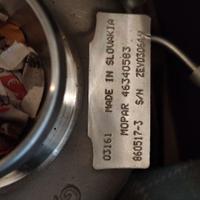 03161 MADE IN SLOVAKIA
MOPAR 46340583
860517-3 S/N